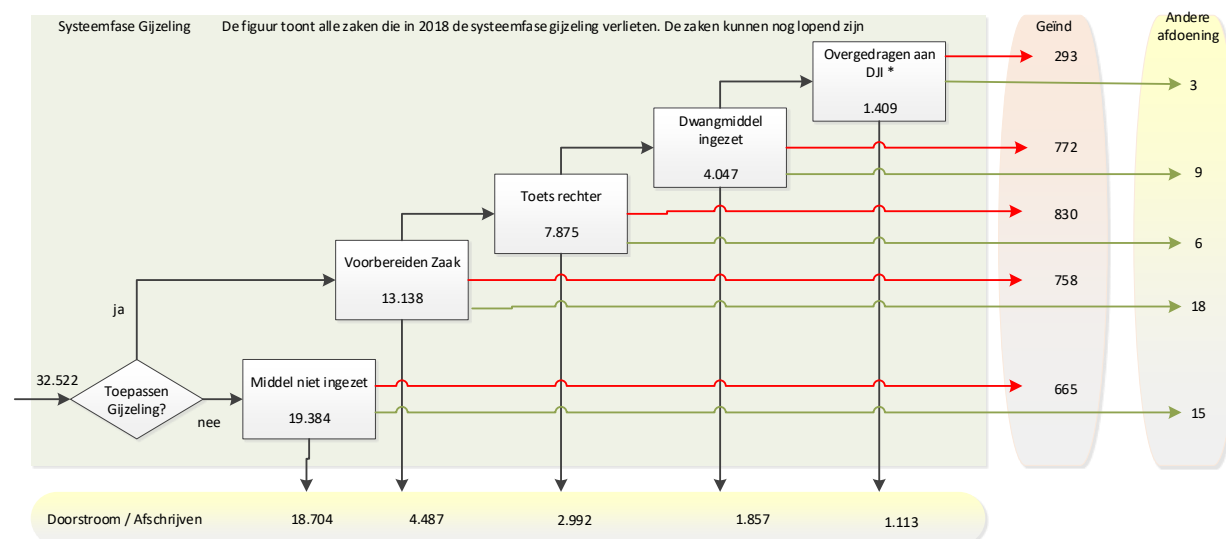 Systeemfase Gijzeling De figuur toont alle zaken die in 2018 de systeemfase gijzeling verlieten. De zaken kunnen nog lopend zijn
Geïnd
Andere
afdoening
Overgedragen aan
DJI *
1.409
293
3
Dwangmiddel
ingezet
4.047
772
9
Toets rechter
7.875
830
6
Voorbereiden Zaak
13.138
758
18
ja
32.522
Toepassen
Gijzeling?
nee
Middel niet ingezet
19.384
665
15
Doorstroom / Afschrijven 18.704 4.487 2.992 1.857 1.113